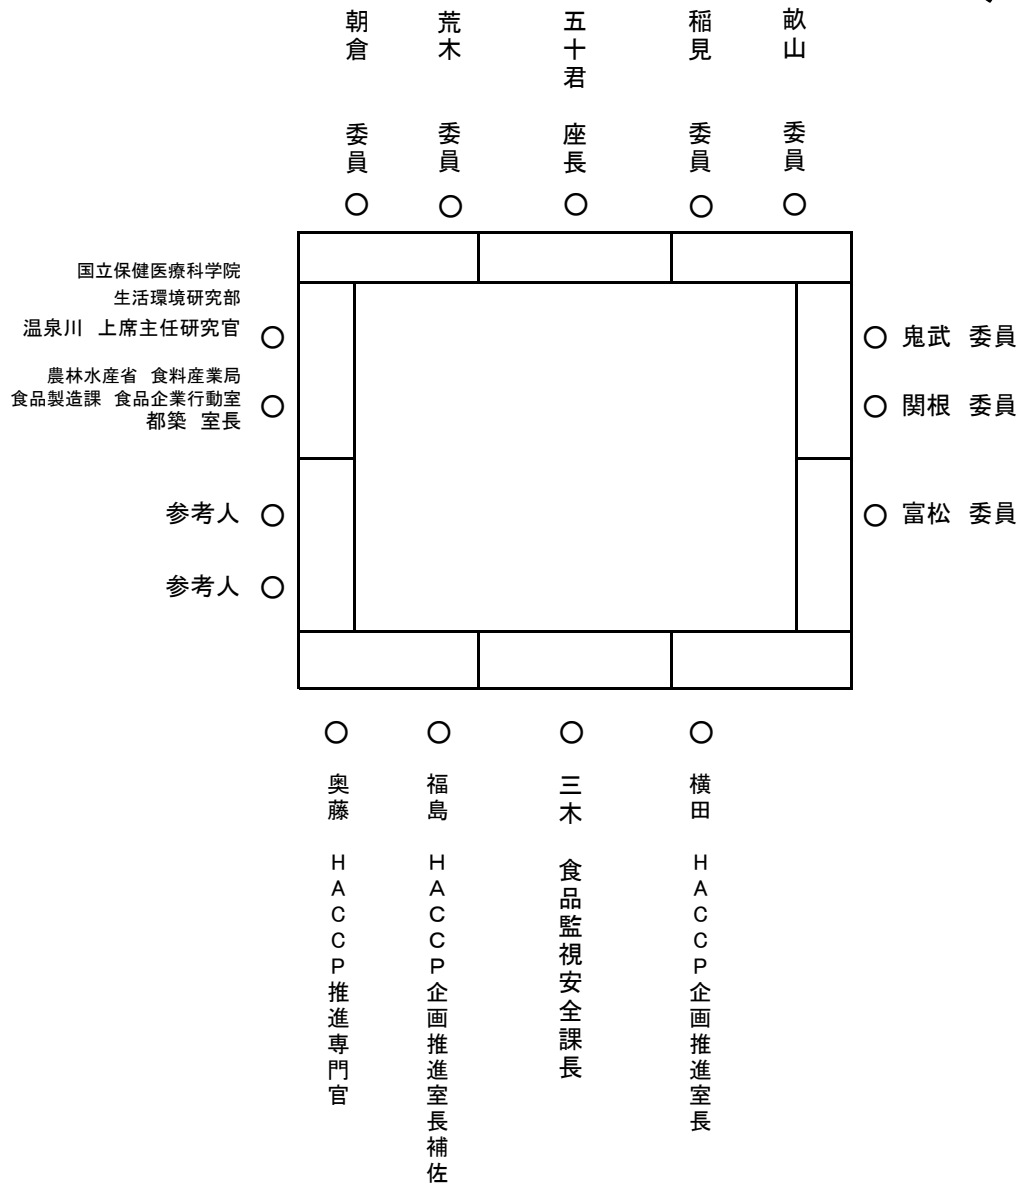 朝倉 委員
荒木 委員
五十君 座長
稲見 委員
畝山 委員
国立保健医療科学院
生活環境研究部
温泉川 上席主任研究官
農林水産省 食料産業局
食品製造課 食品企業行動室
都築 室長
参考人
参考人
鬼武 委員
関根 委員
富松 委員
奥藤 HACCP推進専門官
福島 HACCP企画推進室長補佐
三木 食品監視安全課長
横田 HACCP企画推進室長